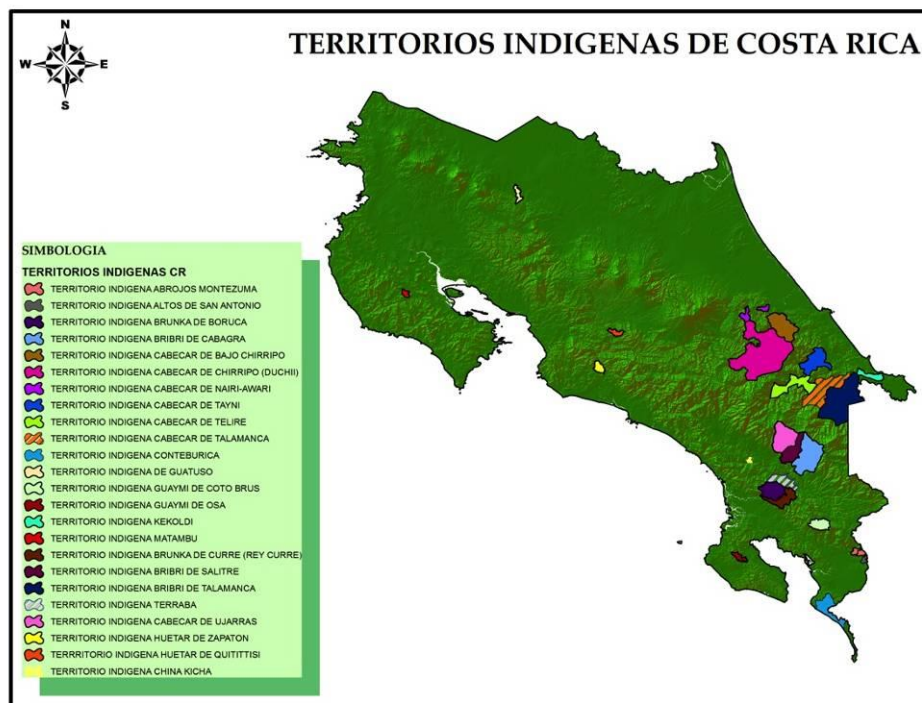 N
TERRITORIOS INDIGENAS DE COSTA RICA
W E
S
SIMBOLOGIA
TERRITORIOS INDIGENAS CR
TERRITORIO INDIGENA ABROJOS MONTEZUMA
TERRITORIO INDIGENA ALTOS DE SAN ANTONIO
TERRITORIO INDIGENA BRUNKA DE BORUCA
TERRITORIO INDIGENA BRIBRI DE CABAGRA
TERRITORIO INDIGENA CABECAR DE BAJO CHIRRIPO
TERRITORIO INDIGENA CABECAR DE CHIRRIPO (DUCHII)
TERRITORIO INDIGENA CABECAR DE NAIRI-AWARI
TERRITORIO INDIGENA CABECAR DE TAYNI
TERRITORIO INDIGENA CABECAR DE TELIRE
TERRITORIO INDIGENA CABECAR DE TALAMANCA
TERRITORIO INDIGENA CONTEBURICA
TERRITORIO INDIGENA DE GUATUSO
TERRITORIO INDIGENA GUAYMI DE COTO BRUS
TERRITORIO INDIGENA GUAYMI DE OSA
TERRITORIO INDIGENA KEKOLDI
TERRITORIO INDIGENA MATAMBU
TERRITORIO INDIGENA BRUNKA DE CURRE (REY CURRE)
TERRITORIO INDIGENA BRIBRI DE SALITRE
TERRITORIO INDIGENA BRIBRI DE TALAMANCA
TERRITORIO INDIGENA TERRABA
TERRITORIO INDIGENA CABECAR DE UJARRAS
TERRITORIO INDIGENA HUETAR DE ZAPATON
TERRRITORIO INDIGENA HUETAR DE QUITITTISI
TERRITORIO INDIGENA CHINA KICHA